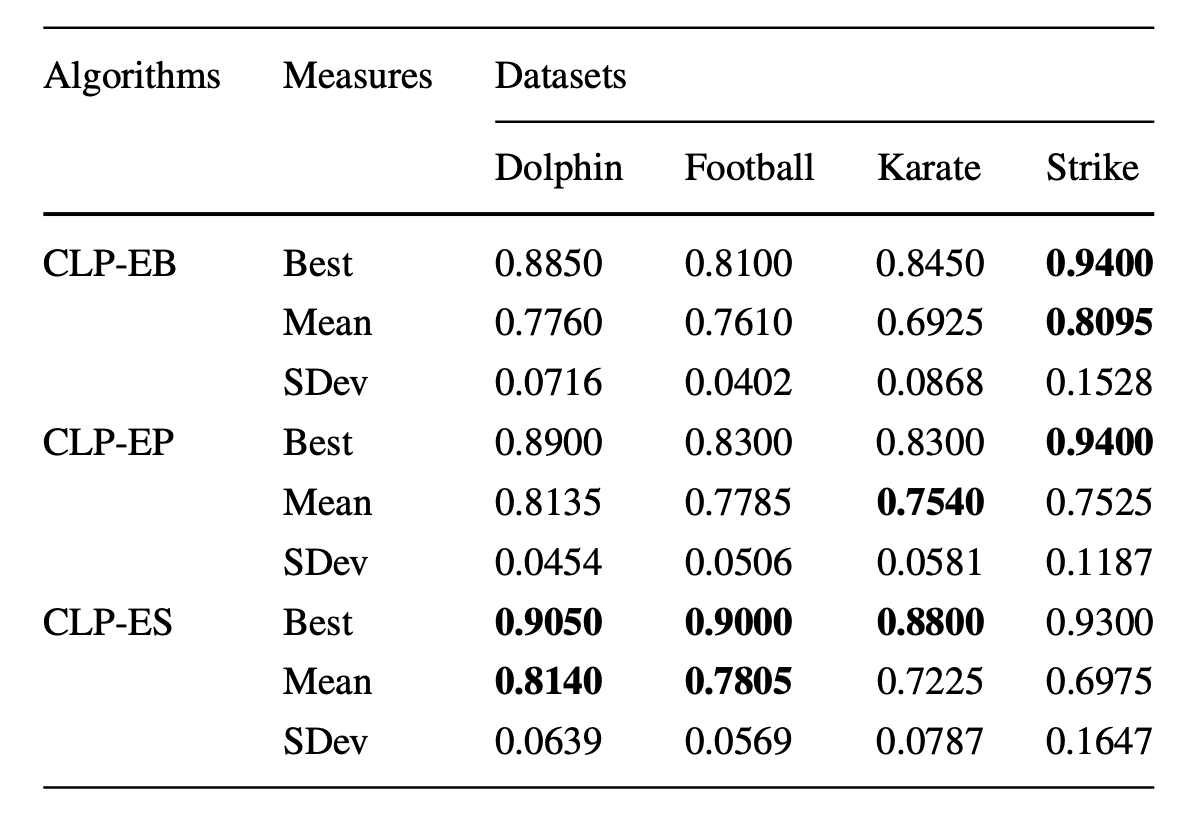 Algorithms Measures Datasets
Dolphin Football Karate Strike
CLP-EB Best 0.8850 0.8100 0.8450 0.9400
Mean 0.7760 0.7610 0.6925 0.8095
SDev 0.0716 0.0402 0.0868 0.1528
CLP-EP Best 0.8900 0.8300 0.8300 0.9400
Mean 0.8135 0.7785 0.7540 0.7525
SDev 0.0454 0.0506 0.0581 0.1187
CLP-ES Best 0.9050 0.9000 0.8800 0.9300
Mean 0.8140 0.7805 0.7225 0.6975
SDev 0.0639 0.0569 0.0787 0.1647